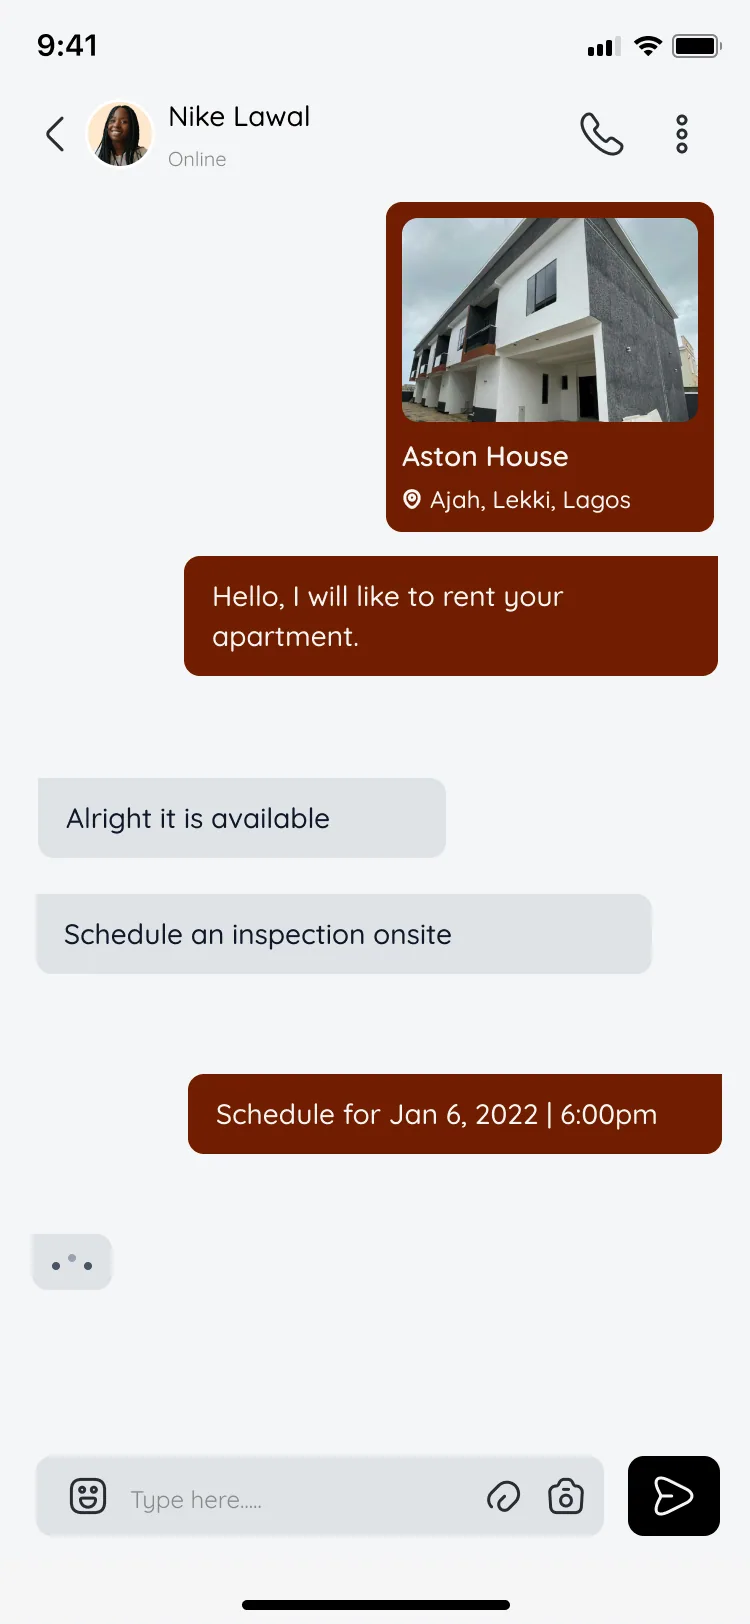 9:41
Nike Lawal
Online
Aston House
Ajah, Lekki, Lagos
Hello, I will like to rent your
apartment.
Alright it is available
Schedule an inspection onsite
Schedule for Jan 6, 2022 | 6:00pm
Type here.....